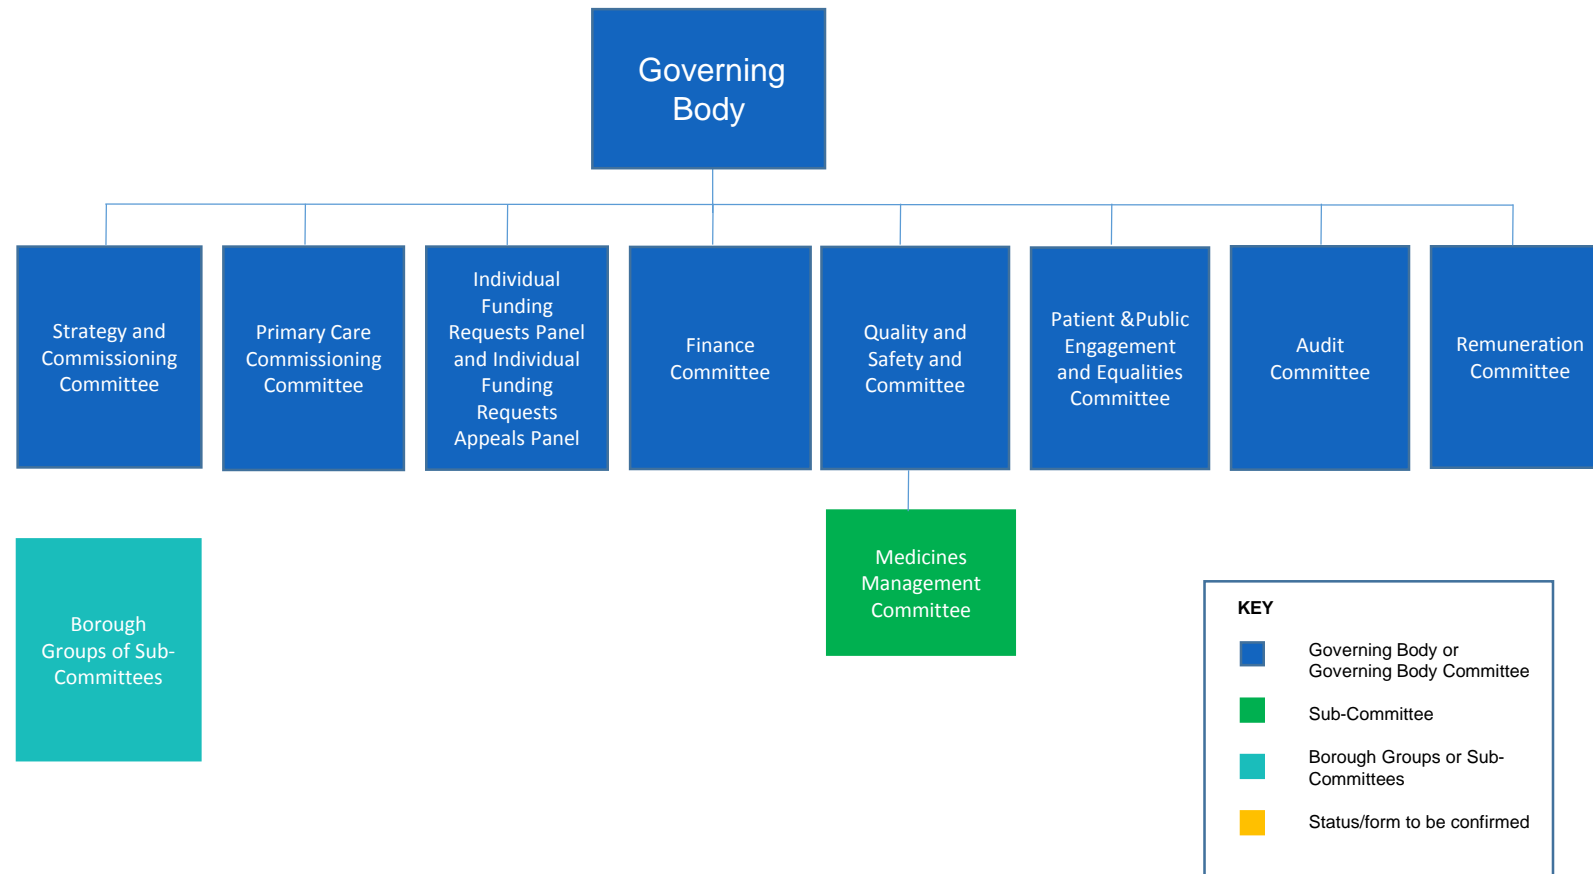 Governing
Body
Strategy and
Commissioning
Committee
Primary Care
Commissioning
Committee
Individual
Funding
Requests Panel
and Individual
Funding
Requests
Appeals Panel
Finance
Committee
Quality and
Safety and
Committee
Patient &Public
Engagement
and Equalities
Committee
Audit
Committee
Remuneration
Committee
Borough
Groups of Sub-
Committees
Medicines
Management
Committee
KEY
Governing Body or
Governing Body Committee
Sub-Committee
Borough Groups or Sub-
Committees
Status/form to be confirmed